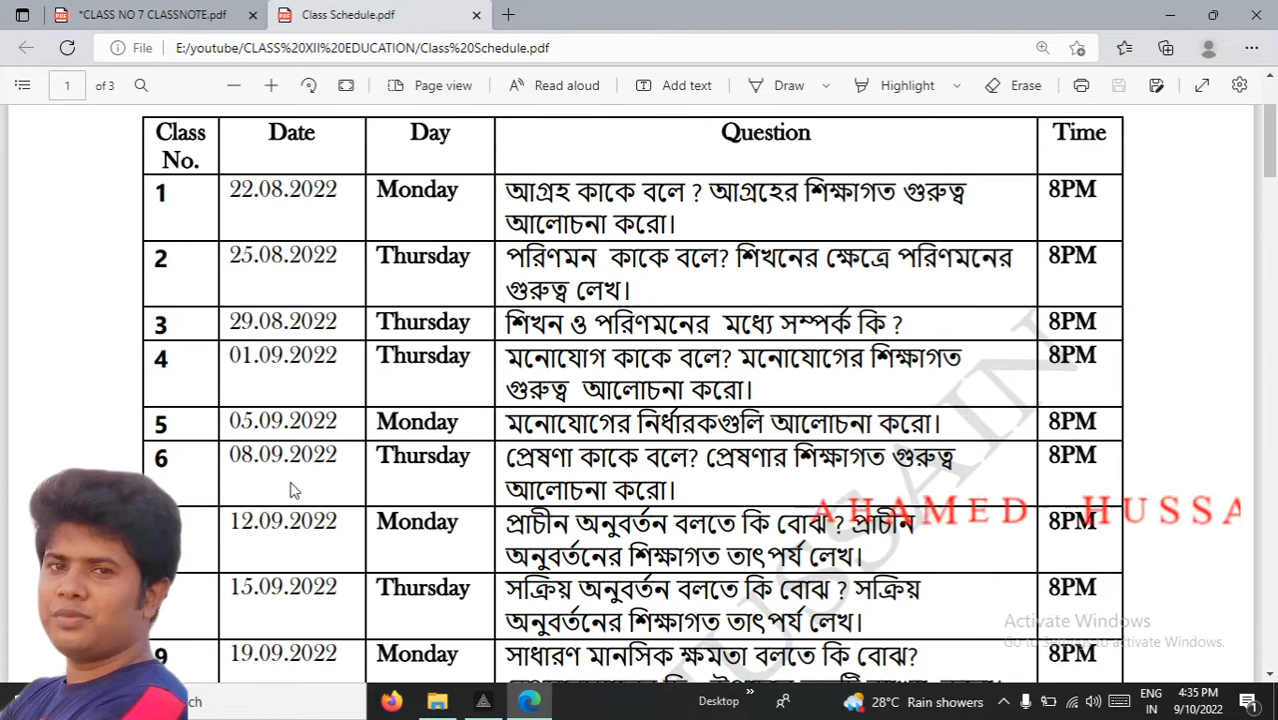 *CLASS NO 7 CLASSNOTE.pdf
Class Schedule.pdf
File
E:/youtube/CLASS%20XII%20EDUCATION/Class%20Schedule.pdf
1 of 3
Page view
Read aloud
Add text
Draw
Highlight
Erase
Class No. Date Day Question Time
1 22.08.2022 Monday আগ্রহ কাকে বলে ? আগ্রহের শিক্ষাগত গুরুত্ব 8PM
আলোচনা করো।
2 25.08.2022 Thursday পরিণমন কাকে বলে? শিখনের ক্ষেত্রে পরিণমনের 8PM
গুরুত্ব লেখ।
3 29.08.2022 Thursday শিখন ও পরিণমনের মধ্যে সম্পর্ক কি ? 8PM
4 01.09.2022 Thursday মনোযোগ কাকে বলে? মনোযোগের শিক্ষাগত 8PM
গুরুত্ব আলোচনা করো।
5 05.09.2022 Monday মনোযোগের নির্ধারকগুলি আলোচনা করো। 8PM
6 08.09.2022 Thursday প্রেষণা কাকে বলে? প্রেষণার শিক্ষাগত গুরুত্ব 8PM
আলোচনা করো।
AHAMED HUSSA
12.09.2022 Monday প্রাচীন অনুবর্তন বলতে কি বোঝ ? প্রাচীন 8PM
অনুবর্তনের শিক্ষাগত তাৎপর্য লেখ।
15.09.2022 Thursday সক্রিয় অনুবর্তন বলতে কি বোঝ ? সক্রিয় 8PM
অনুবর্তনের শিক্ষাগত তাৎপর্য লেখ।
9 19.09.2022 Monday সাধারণ মানসিক ক্ষমতা বলতে কি বোঝ? 8PM
HUSSAIN
Activate Windows
Go to Settings to activate Windows.
Desktop
28°C Rain showers
ENG
IN
4:35 PM
9/10/2022
1